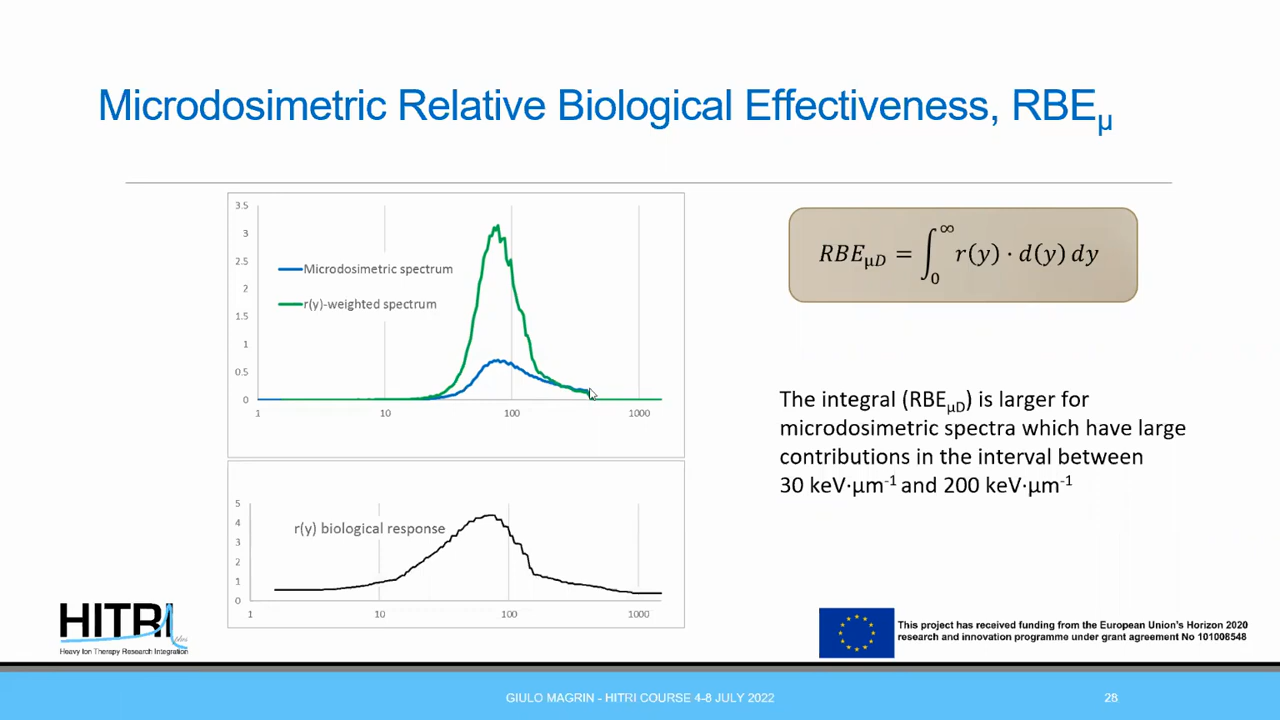 Microdosimetric Relative Biological Effectiveness, RBEμ
3.5
3
2.5
2
1.5
1
0.5
0
Microdosimetric spectrum
r(y)-weighted spectrum
1
10
100
1000
RBEμD = ∫0∞ r(y) · d(y) dy
The integral (RBEμD) is larger for
microdosimetric spectra which have large
contributions in the interval between
30 keV·μm-1 and 200 keV·μm-1
5
4
3
2
1
0
r(y) biological response
1
10
100
1000
HITRI
Heavy Ion Therapy Research Integration
This project has received funding from the European Union's Horizon 2020
research and innovation programme under grant agreement No 101008548
GIULO MAGRIN - HITRI COURSE 4-8 JULY 2022
28